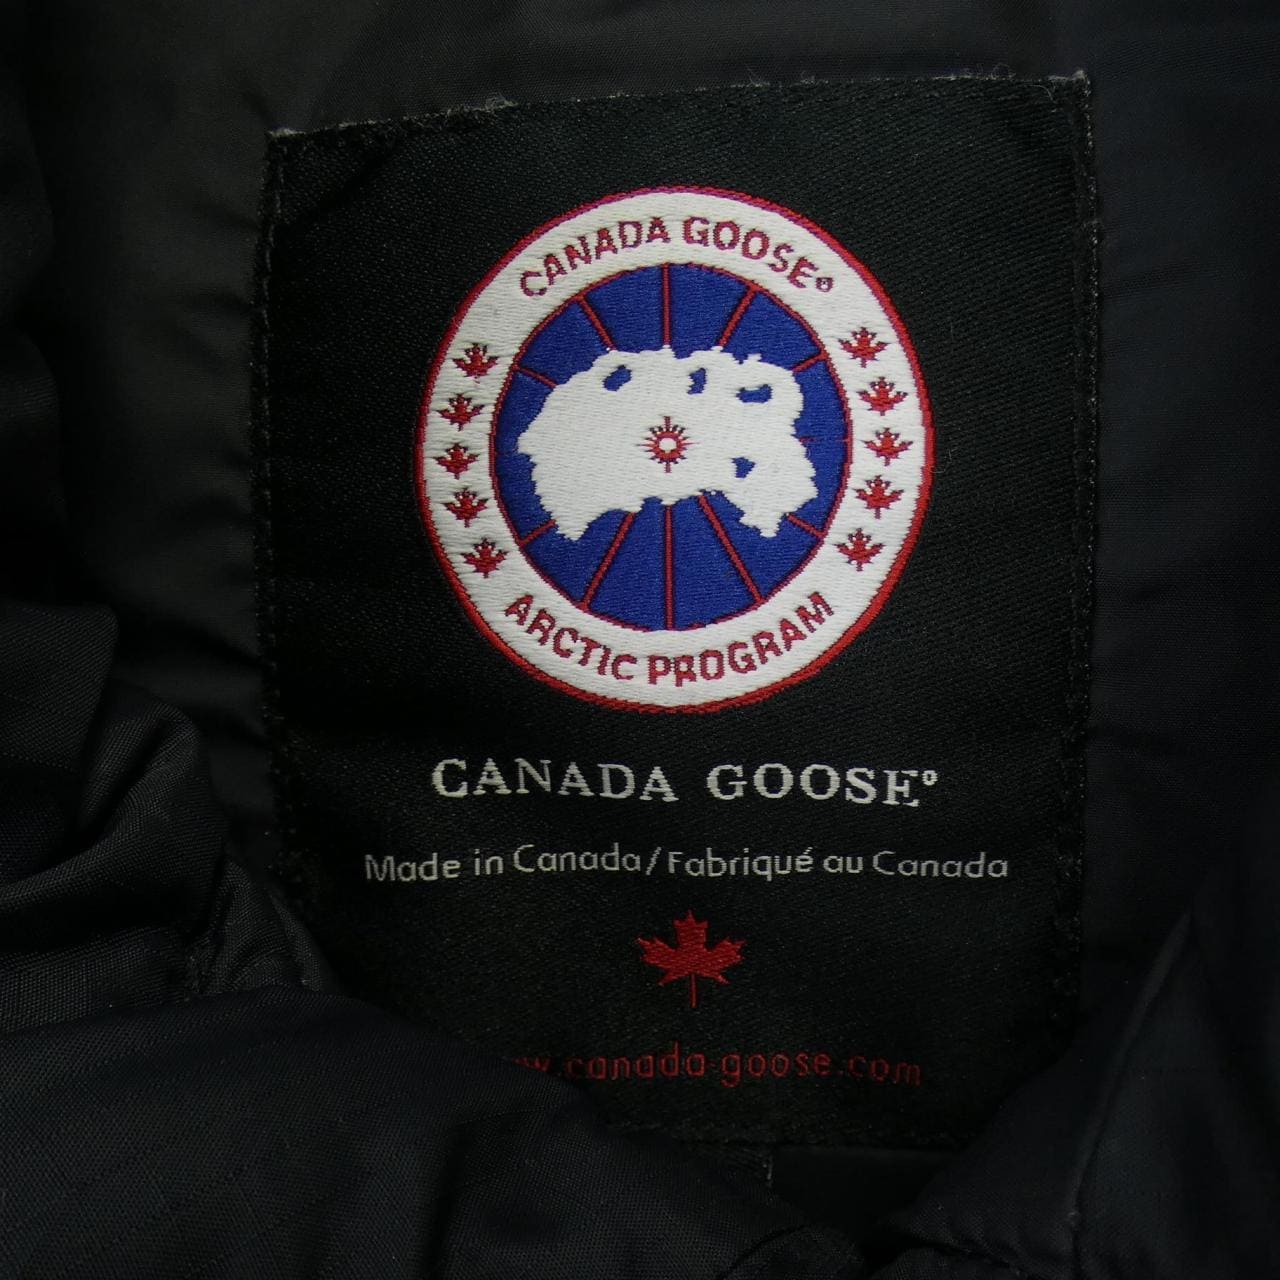 CANADA GOOSE
ARCTIC PROGRAM
CANADA GOOSE
Made in Canada/Fabriqué au Canada
w.canada-goose.com